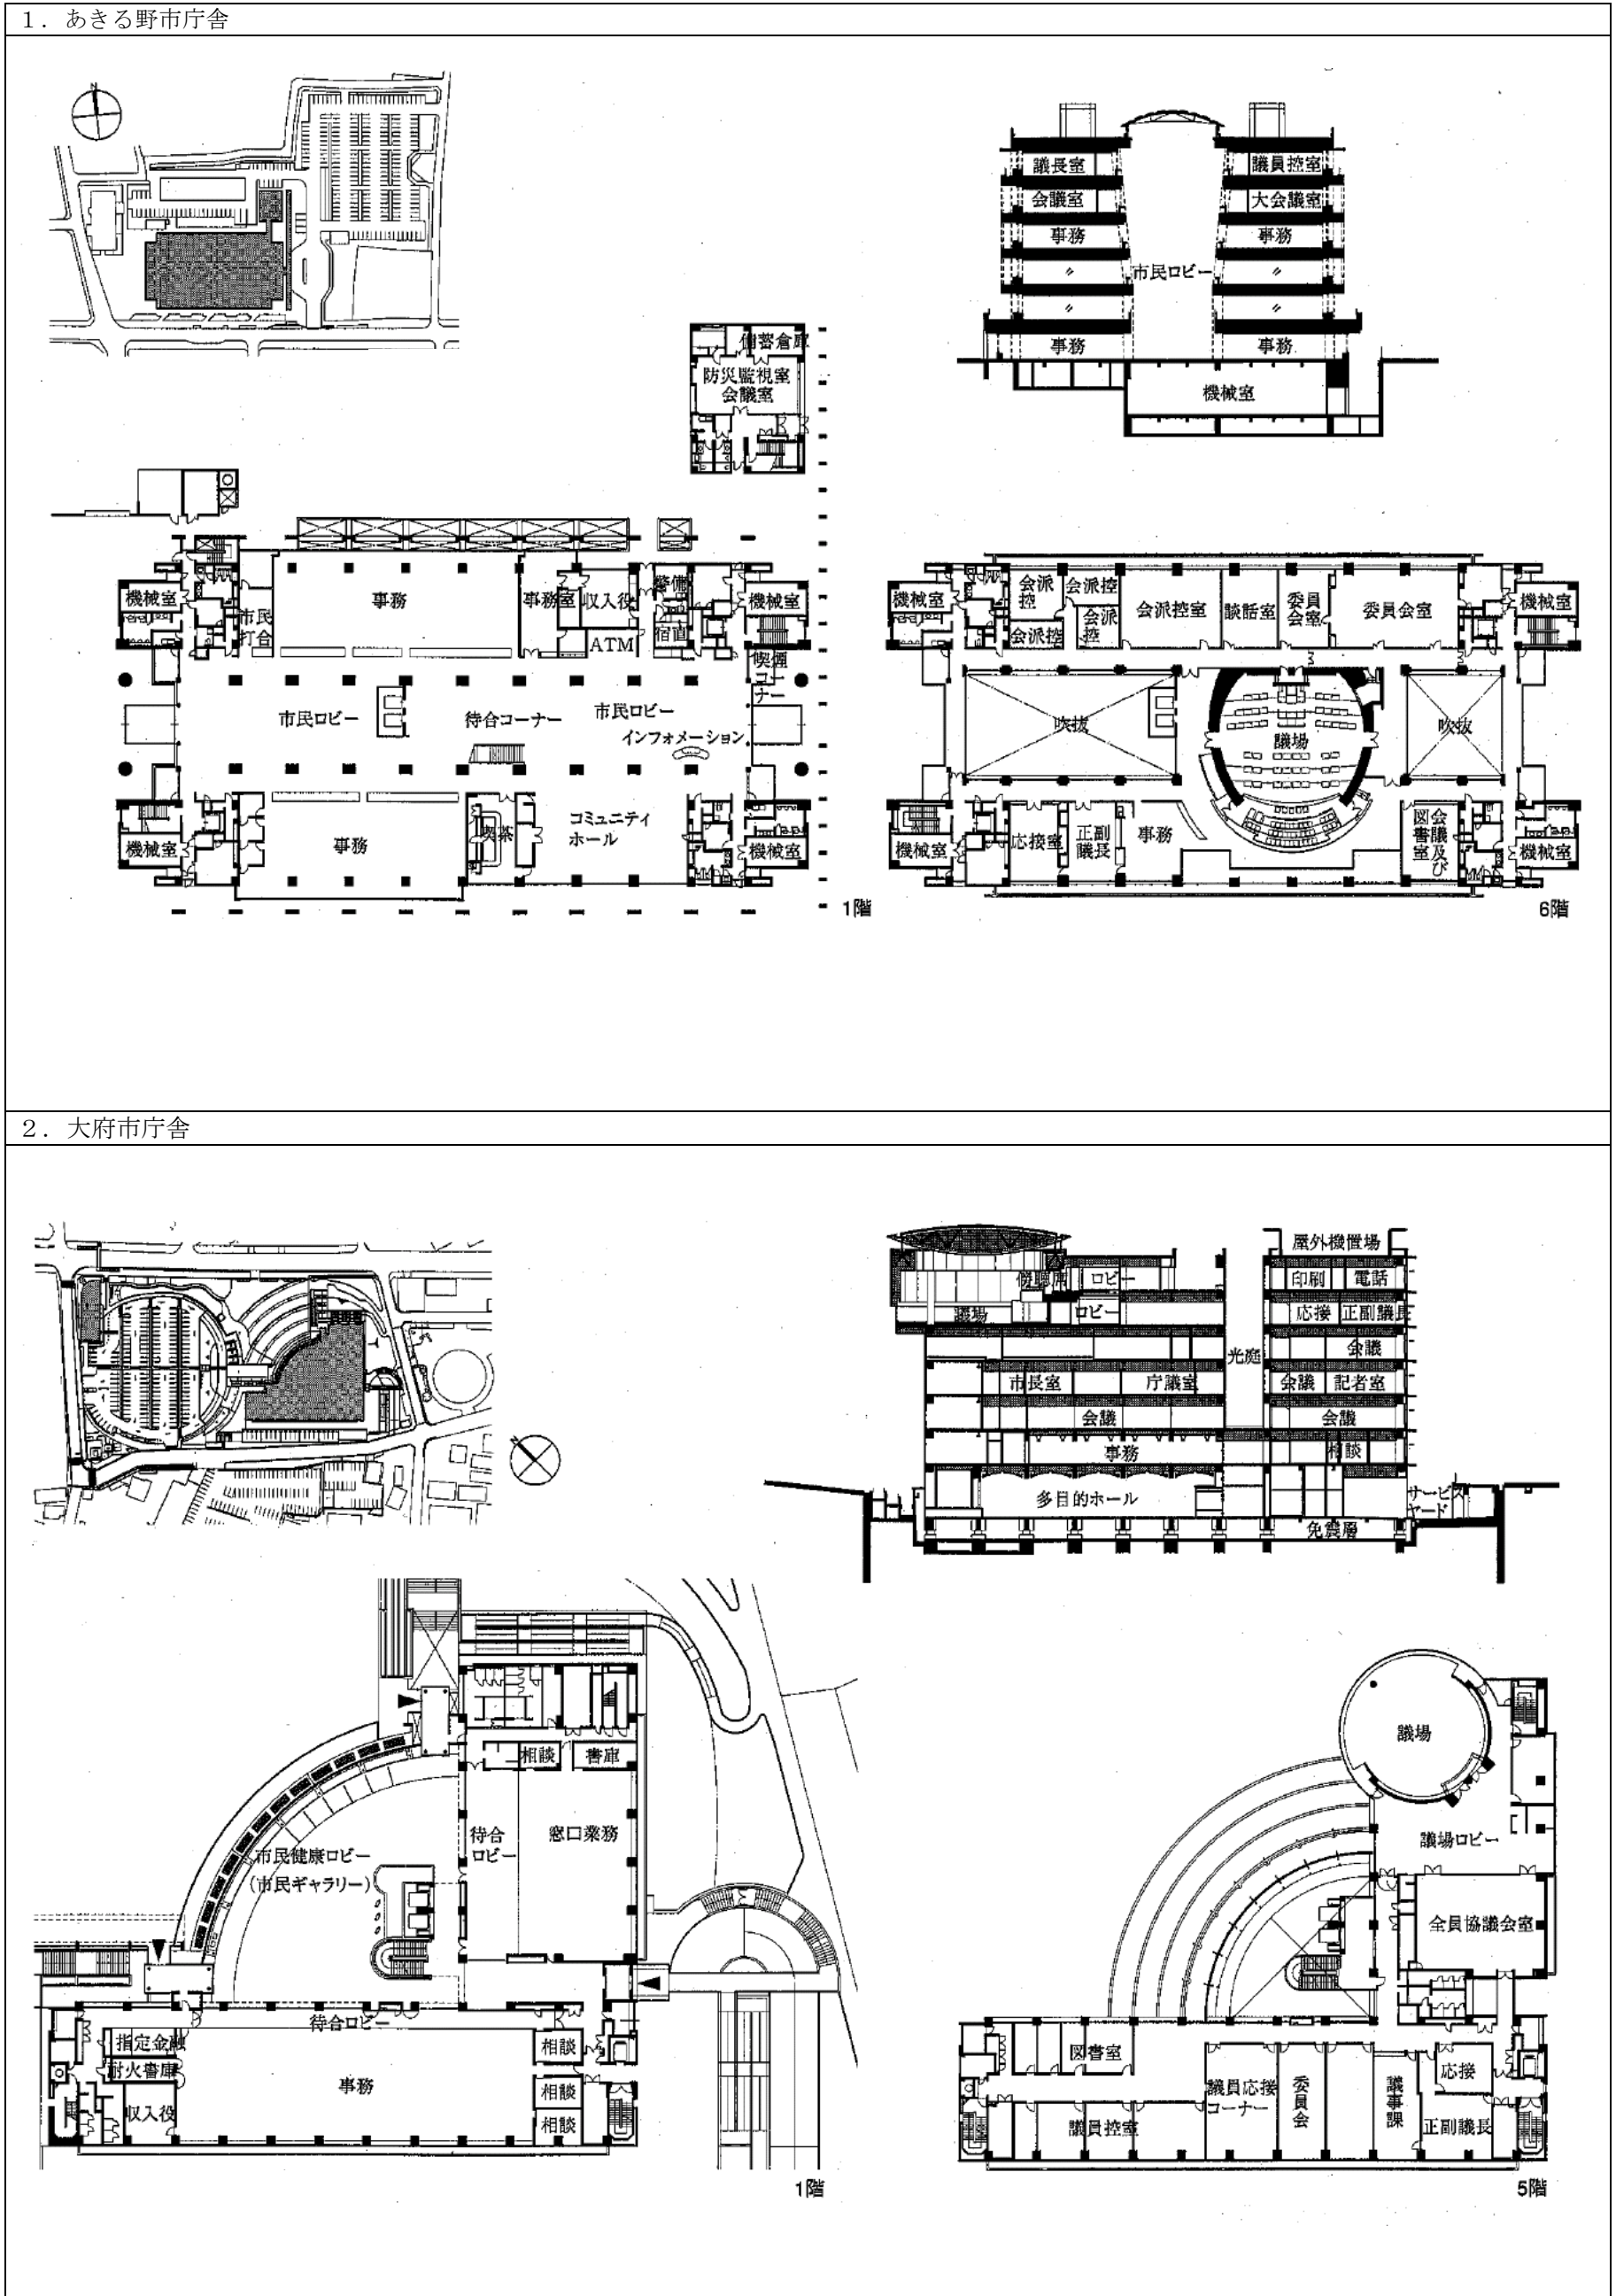 １．あきる野市庁舎
N
議長室
議員控室
会議室
大会議室
事務
事務
〃
市民ロビー
〃
〃
〃
事務
事務
機械室
備蓄倉庫
防災監視室
会議室
機械室
市民
打合
事務
事務室
収入役
ATM
警備
宿直
機械室
喫煙
コー
ナー
市民ロビー
待合コーナー
市民ロビー
インフォメーション
機械室
事務
喫茶
コミュニティ
ホール
機械室
1階
機械室
会派
控
会派控
会派
控
会派控
会派控室
談話室
委員
会室
委員会室
機械室
吹抜
議場
吹抜
機械室
応接室
正副
議長
事務
会議及び
図書室
機械室
6階
２．大府市庁舎
N
屋外機置場
傍聴席
ロビー
印刷
電話
議場
ロビー
応接
正副議長
光庭
会議
市長室
庁議室
会議
記者室
会議
会議
事務
相談
多目的ホール
サービス
ヤード
免震層
相談
書庫
市民健康ロビー
(市民ギャラリー)
待合
ロビー
窓口業務
待合ロビー
指定金融
耐火書庫
収入役
事務
相談
相談
相談
1階
議場
議場ロビー
全員協議会室
図書室
議員控室
議員応接
コーナー
委員会
議事課
応接
正副議長
5階